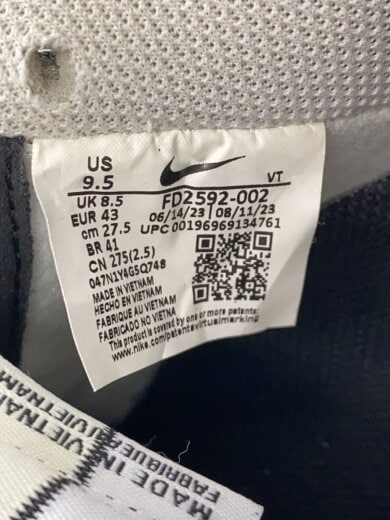 US
9.5
VT
UK 8.5
FD2592-002
EUR 43
06/14/23 08/11/23
cm 27.5
UPC 00196969134761
BR 41
CN 275(2.5)
047N1Y4G5Q748
MADE IN VIETNAM
HECHO EN VIETNAM
FABRIQUE AU VIETNAM
FABRICADO NO VIETNA
This product is covered by one or more patents:
www.nike.com/patentsvirtualmarking
MADE IN
VIETNAM
FABRIQUE AU
VIETNAM